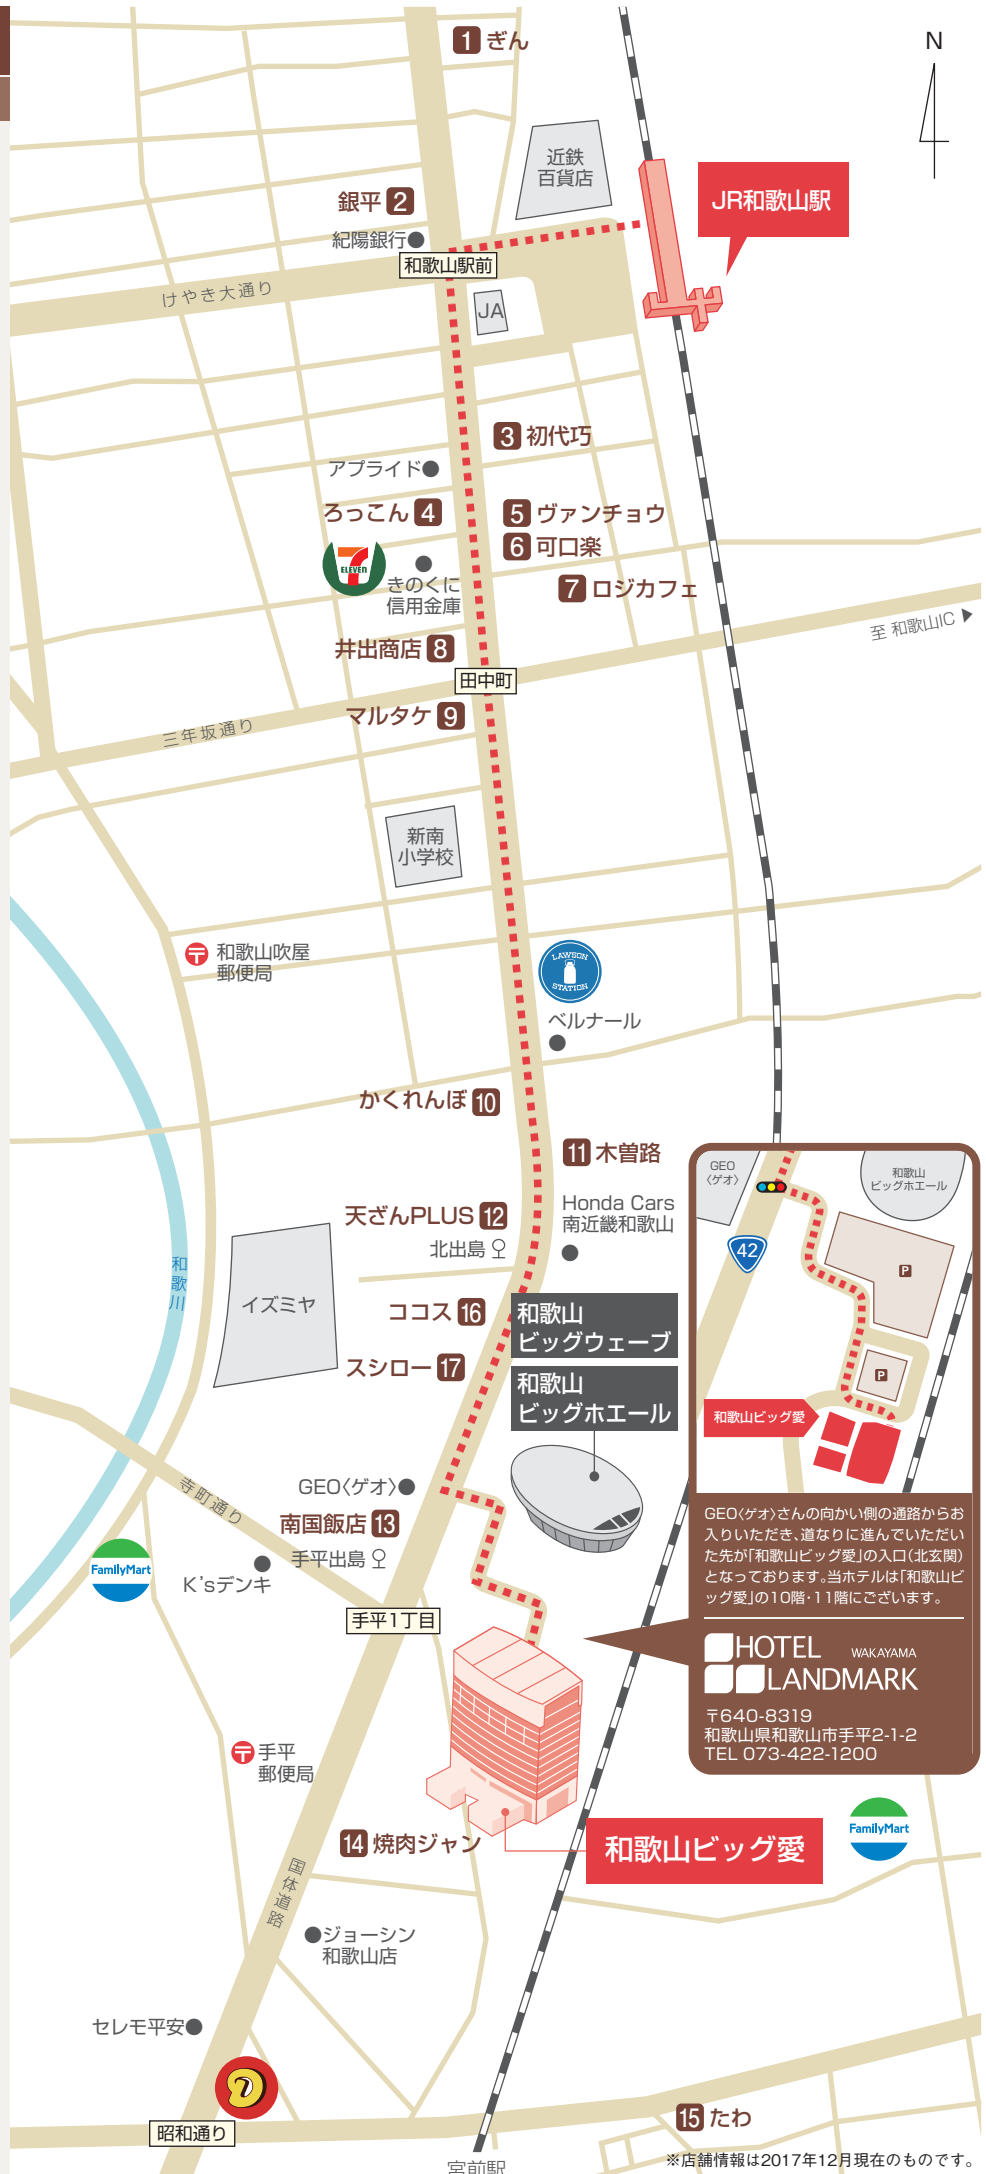 1 ぎん
N
近鉄
百貨店
JR和歌山駅
銀平 2
紀陽銀行
和歌山駅前
けやき大通り
JA
3 初代巧
アプライド
ろっこん 4
5 ヴァンチョウ
6 可口楽
7
ELEVEN
きのくに
信用金庫
7 ロジカフェ
至 和歌山IC
井出商店 8
田中町
マルタケ 9
三年坂通り
新南
小学校
和歌山吹屋
郵便局
LAWSON
STATION
ベルナール
かくれんぼ 10
11 木曽路
天ざんPLUS 12
北出島
Honda Cars
南近畿和歌山
和歌川
イズミヤ
ココス 16
和歌山
ビッグウェーブ
スシロー 17
和歌山
ビッグホエール
寺町通り
GEO〈ゲオ〉
南国飯店 13
手平出島
FamilyMart
K'sデンキ
手平1丁目
手平
郵便局
14 焼肉ジャン
和歌山ビッグ愛
FamilyMart
国体道路
ジョーシン
和歌山店
セレモ平安
昭和通り
15 たわ
宮前駅
GEO
〈ゲオ〉
和歌山
ビッグホエール
42
P
P
和歌山ビッグ愛
GEO〈ゲオ〉さんの向かい側の通路からお
入りいただき、道なりに進んでいただい
た先が「和歌山ビッグ愛」の入口(北玄関)
となっております。当ホテルは「和歌山ビ
ッグ愛」の10階・11階にございます。
HOTEL WAKAYAMA
LANDMARK
〒640-8319
和歌山県和歌山市手平2-1-2
TEL 073-422-1200
※店舗情報は2017年12月現在のものです。